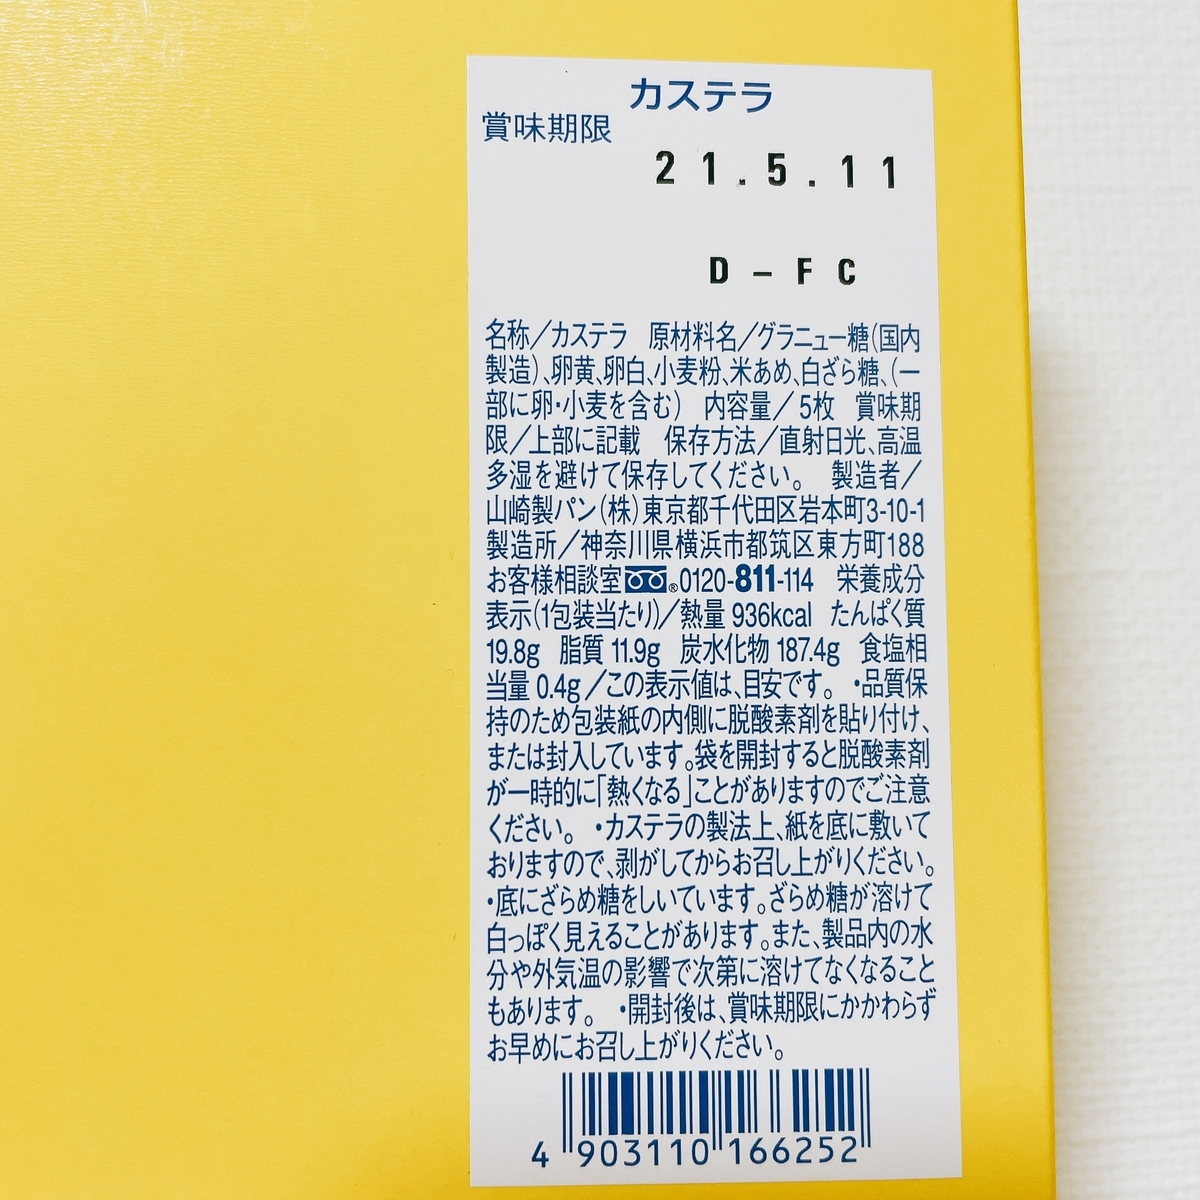 カステラ
賞味期限
21.5.11
D-FC
名称／カステラ　原材料名／グラニュー糖(国内
製造)､卵黄､卵白､小麦粉､米あめ､白ざら糖､(一
部に卵･小麦を含む)　内容量／5枚　賞味期
限／上部に記載　保存方法／直射日光､高温
多湿を避けて保存してください。　製造者／
山崎製パン(株)東京都千代田区岩本町3-10-1
製造所／神奈川県横浜市都筑区東方町188
お客様相談室®0120-811-114　栄養成分
表示(1包装当たり)／熱量 936kcal　たんぱく質
19.8g　脂質 11.9g　炭水化物 187.4g　食塩相
当量 0.4g／この表示値は､目安です。　•品質保
持のため包装紙の内側に脱酸素剤を貼り付け､
または封入しています。袋を開封すると脱酸素剤
が一時的に｢熱くなる｣ことがありますのでご注意
ください。　•カステラの製法上､紙を底に敷いて
おりますので､剥がしてからお召し上がりください。
•底にざらめ糖をしいています。ざらめ糖が溶けて
白っぽく見えることがあります。また､製品内の水
分や外気温の影響で次第に溶けてなくなること
もあります。　•開封後は､賞味期限にかかわらず
お早めにお召し上がりください。
4 903110 166252